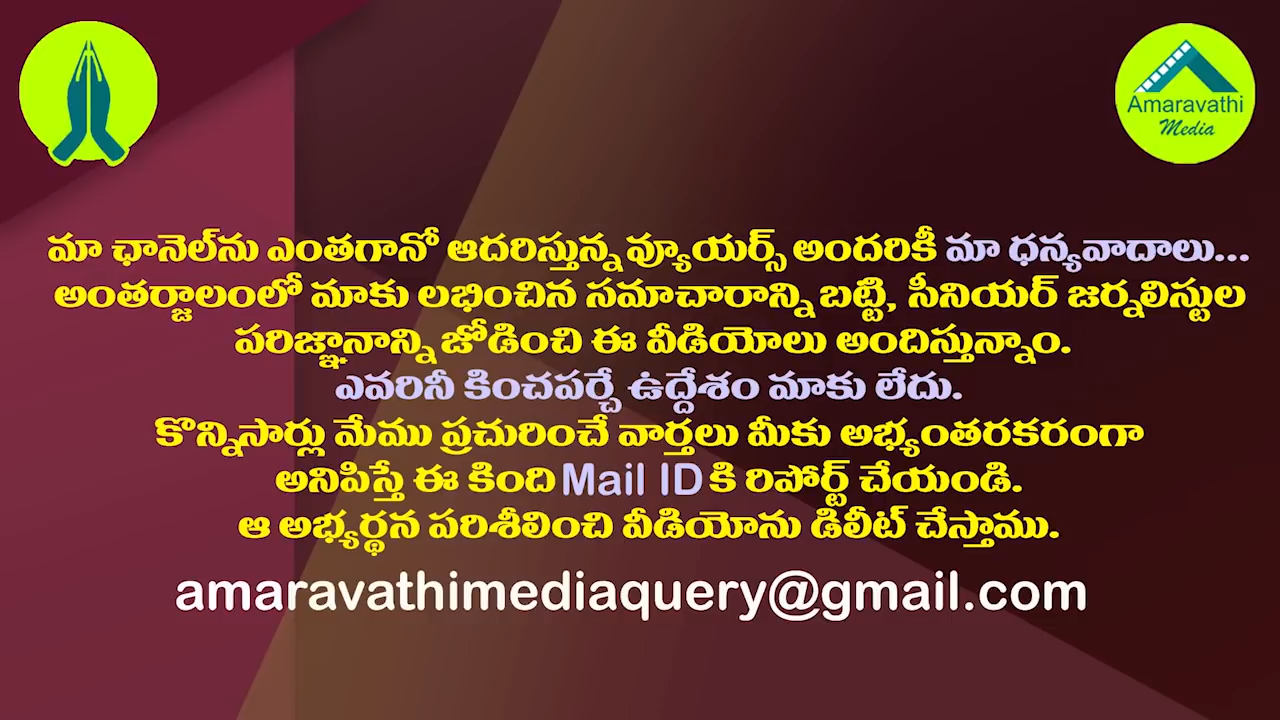 Amaravathi
Media
మా ఛానెల్‌ను ఎంతగానో ఆదరిస్తున్న వ్యూయర్స్ అందరికీ మా ధన్యవాదాలు...
అంతర్జాలంలో మాకు లభించిన సమాచారాన్ని బట్టి, సీనియర్ జర్నలిస్టుల
పరిజ్ఞానాన్ని జోడించి ఈ వీడియోలు అందిస్తున్నాం.
ఎవరినీ కించపర్చే ఉద్దేశం మాకు లేదు.
కొన్నిసార్లు మేము ప్రచురించే వార్తలు మీకు అభ్యంతరకరంగా
అనిపిస్తే ఈ కింది Mail ID కి రిపోర్ట్ చేయండి.
ఆ అభ్యర్థన పరిశీలించి వీడియోను డిలీట్ చేస్తాము.
amaravathimediaquery@gmail.com